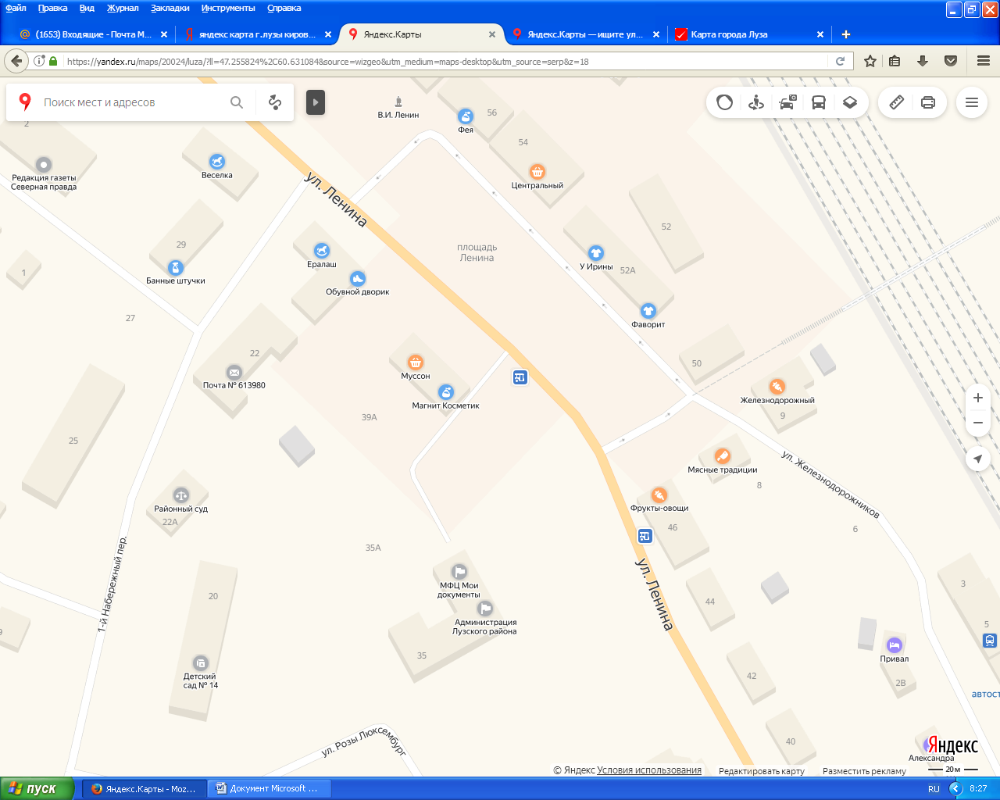 Файл Правка Вид Журнал Закладки Инструменты Справка
(1653) Входящие - Почта М... яндекс карта г.лузы киров... Яндекс.Карты Яндекс.Карты — ищите ул... Карта города Луза
https://yandex.ru/maps/20024/luza/?ll=47.255824%2C60.631084&source=wizgeo&utm_medium=maps-desktop&utm_source=serp&z=18
Поиск мест и адресов
В.И. Ленин
56
Фея
2
54
Редакция газеты
Северная правда
Веселка
Центральный
ул. Ленина
52
29
площадь
Ленина
Ералаш
У Ирины
52А
1
Банные штучки
Обувной дворик
27
Фаворит
22
50
Муссон
Почта № 613980
Магнит Косметик
Железнодорожный
39А
9
25
Мясные традиции
ул. Железнодорожников
8
Районный суд
22А
Фрукты-овощи
46
6
35А
1-й Набережный пер.
ул. Ленина
МФЦ Мои
документы
3
20
44
Администрация
Лузского района
5
9
35
Привал
Детский
сад № 14
42
2В
автост
ул. Розы Люксембург
40
Яндекс
Александра
© Яндекс Условия использования Редактировать карту Разместить рекламу 20 м
пуск Яндекс.Карты - Moz... Документ Microsoft ... RU 8:27